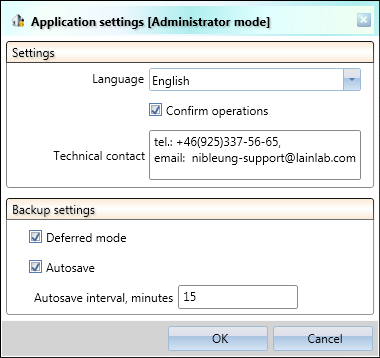 Application settings [Administrator mode]
Settings
Language English
Confirm operations
Technical contact
tel.: +46(925)337-56-65,
email:  nibleung-support@lainlab.com
Backup settings
Deferred mode
Autosave
Autosave interval, minutes 15
OK Cancel